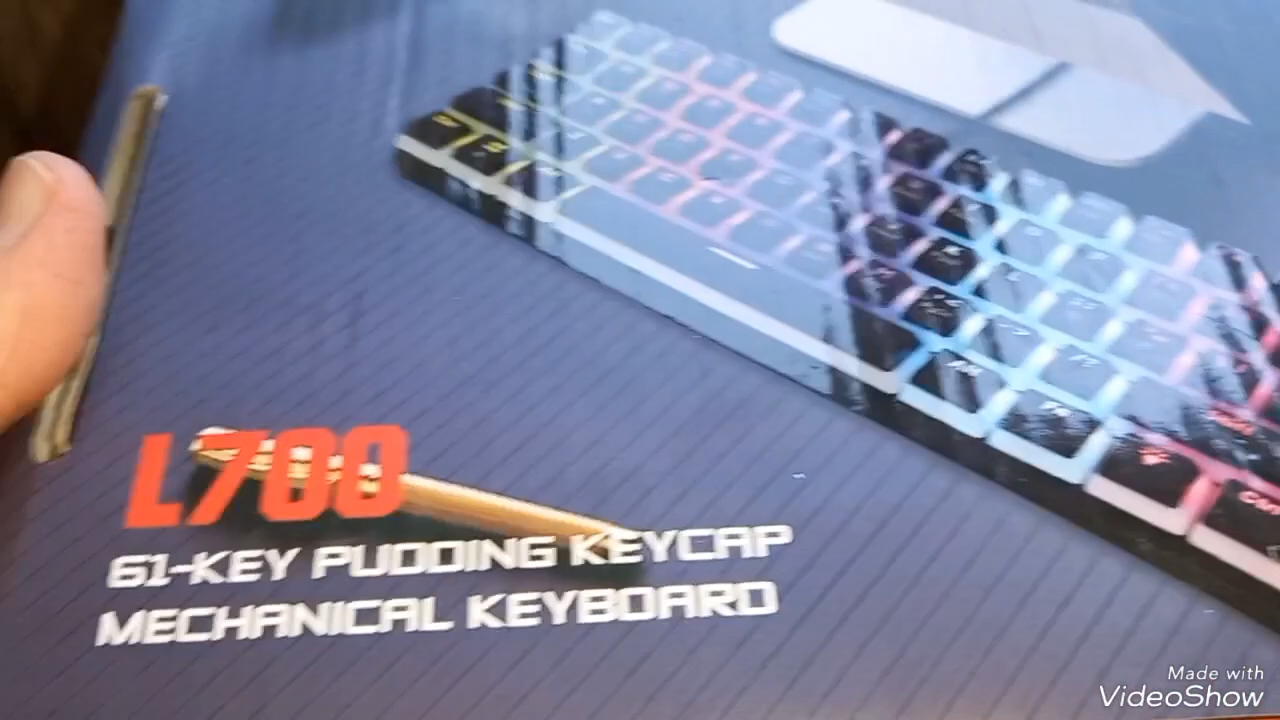 L700
61-KEY PUDDING KEYCAP
MECHANICAL KEYBOARD
Made with
VideoShow